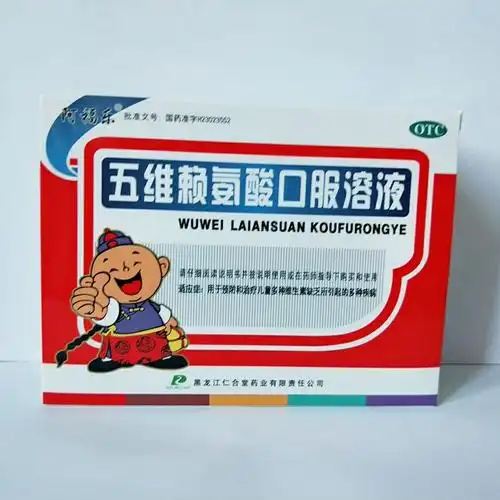 阿福乐® 批准文号：国药准字H23023502
OTC
五维赖氨酸口服溶液
WUWEI LAIANSUAN KOUFURONGYE
请仔细阅读说明书并按说明使用或在药师指导下购买和使用
适应症：用于预防和治疗儿童多种维生素缺乏所引起的多种疾病
黑龙江仁合堂药业有限责任公司